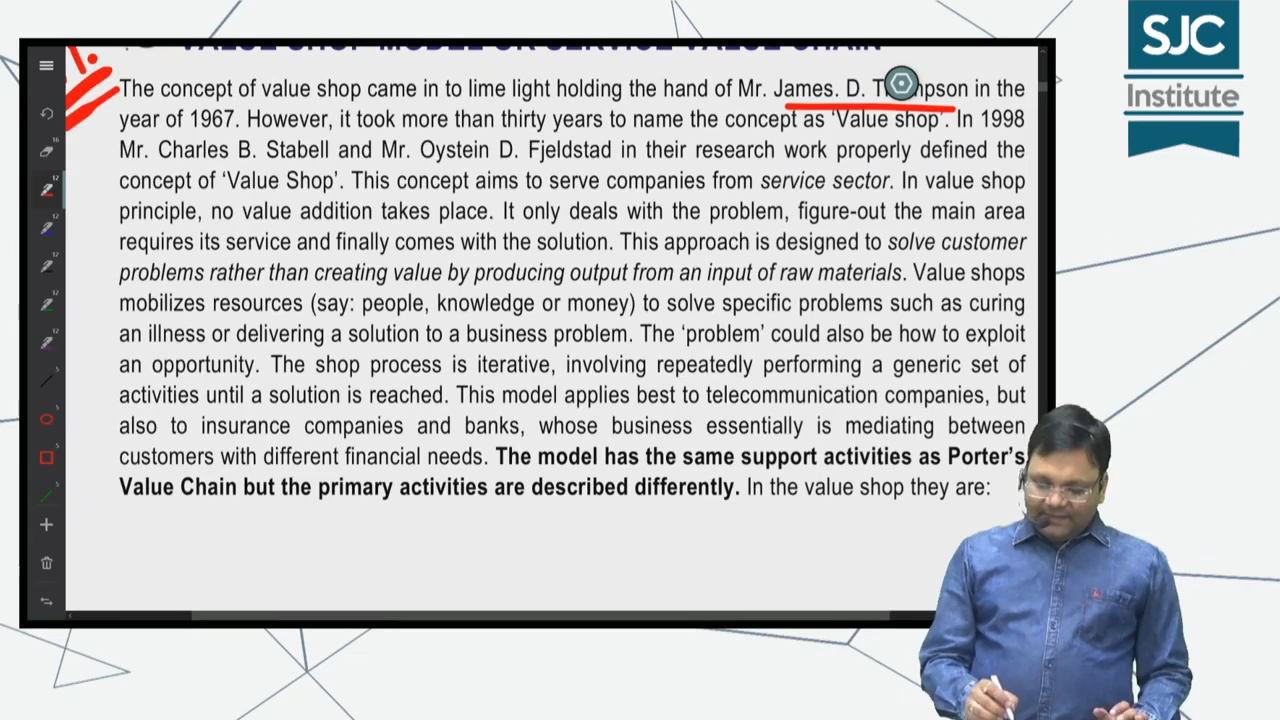 VALUE SHOP MODEL OR SERVICE VALUE CHAIN
SJC
Institute
The concept of value shop came in to lime light holding the hand of Mr. James. D. in the
year of 1967. However, it took more than thirty years to name the concept as ‘Value shop’. In 1998
Mr. Charles B. Stabell and Mr. Oystein D. Fjeldstad in their research work properly defined the
concept of ‘Value Shop’. This concept aims to serve companies from service sector. In value shop
principle, no value addition takes place. It only deals with the problem, figure-out the main area
requires its service and finally comes with the solution. This approach is designed to solve customer
problems rather than creating value by producing output from an input of raw materials. Value shops
mobilizes resources (say: people, knowledge or money) to solve specific problems such as curing
an illness or delivering a solution to a business problem. The ‘problem’ could also be how to exploit
an opportunity. The shop process is iterative, involving repeatedly performing a generic set of
activities until a solution is reached. This model applies best to telecommunication companies, but
also to insurance companies and banks, whose business essentially is mediating between
customers with different financial needs. The model has the same support activities as Porter’s
Value Chain but the primary activities are described differently. In the value shop they are: